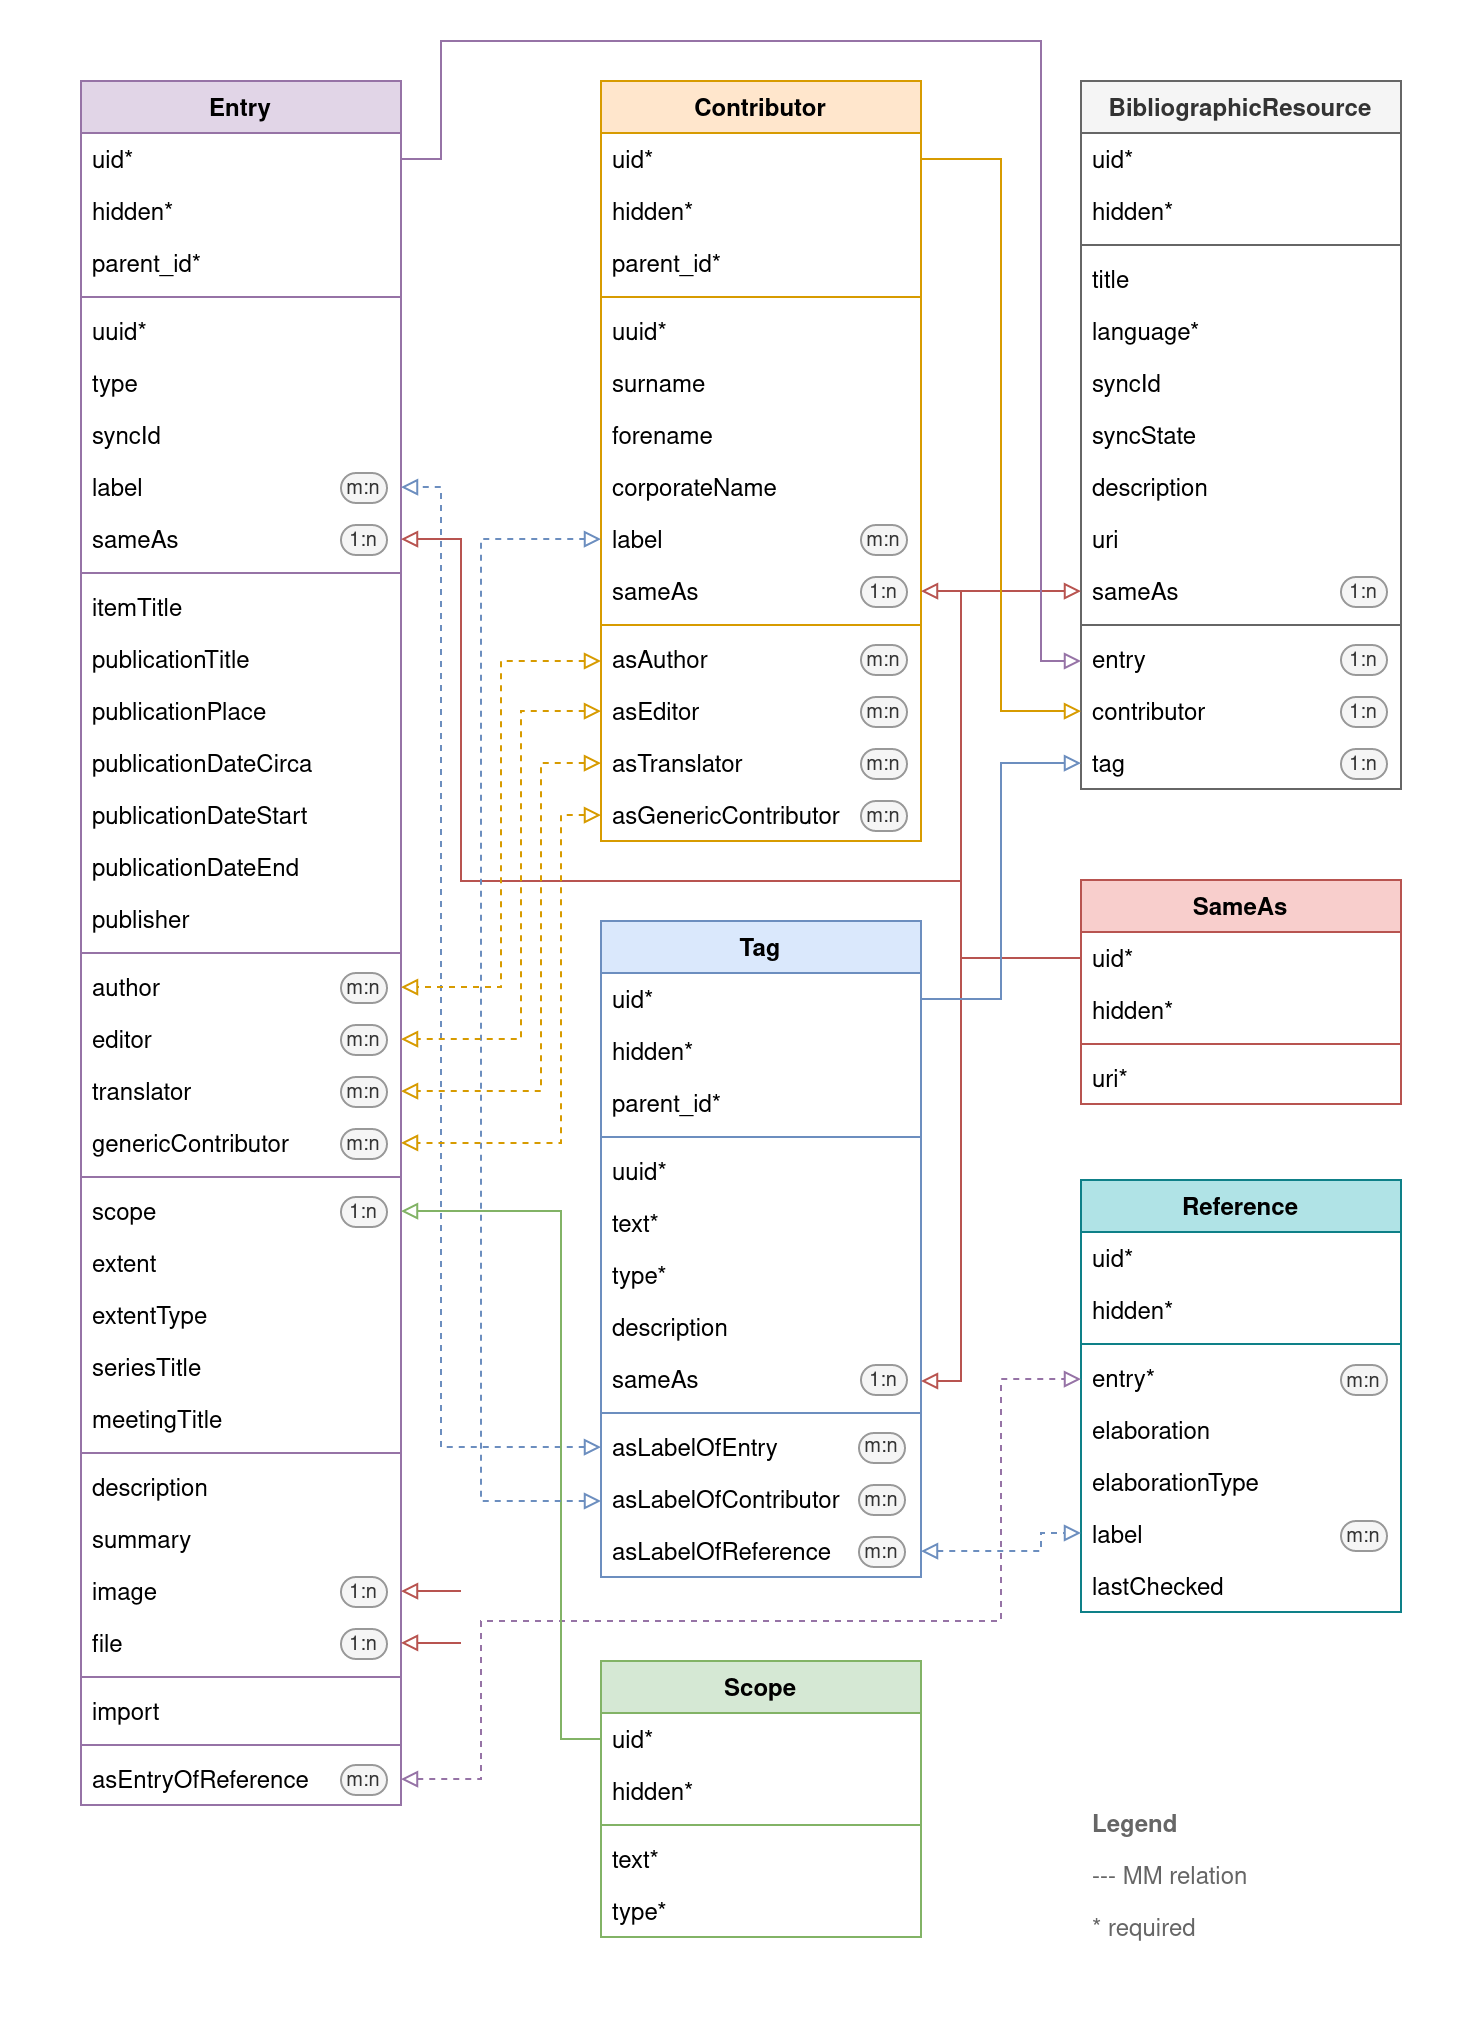 Entry
uid*
hidden*
parent_id*
uuid*
type
syncId
label m:n
sameAs 1:n
itemTitle
publicationTitle
publicationPlace
publicationDateCirca
publicationDateStart
publicationDateEnd
publisher
author m:n
editor m:n
translator m:n
genericContributor m:n
scope 1:n
extent
extentType
seriesTitle
meetingTitle
description
summary
image 1:n
file 1:n
import
asEntryOfReference m:n
Contributor
uid*
hidden*
parent_id*
uuid*
surname
forename
corporateName
label m:n
sameAs 1:n
asAuthor m:n
asEditor m:n
asTranslator m:n
asGenericContributor m:n
Tag
uid*
hidden*
parent_id*
uuid*
text*
type*
description
sameAs 1:n
asLabelOfEntry m:n
asLabelOfContributor m:n
asLabelOfReference m:n
Scope
uid*
hidden*
text*
type*
BibliographicResource
uid*
hidden*
title
language*
syncId
syncState
description
uri
sameAs 1:n
entry 1:n
contributor 1:n
tag 1:n
SameAs
uid*
hidden*
uri*
Reference
uid*
hidden*
entry* m:n
elaboration
elaborationType
label m:n
lastChecked
Legend
--- MM relation
* required